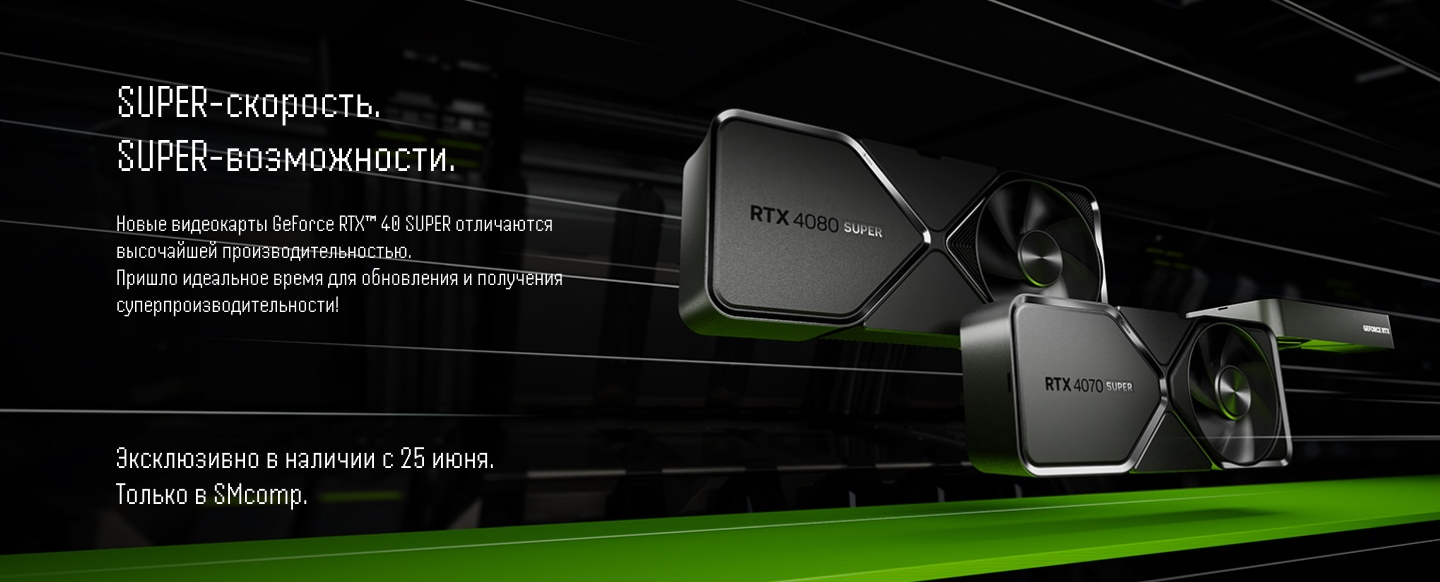 SUPER-скорость.
SUPER-возможности.
Новые видеокарты GeForce RTX™ 40 SUPER отличаются
высочайшей производительностью.
Пришло идеальное время для обновления и получения
суперпроизводительности!
Эксклюзивно в наличии с 25 июня.
Только в SMcomp.
RTX 4080 SUPER
RTX 4070 SUPER
GEFORCE RTX